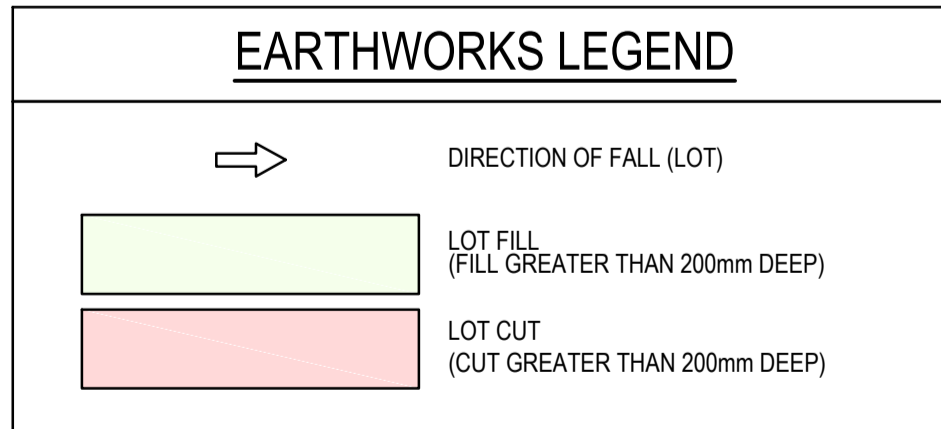 EARTHWORKS LEGEND
DIRECTION OF FALL (LOT)
LOT FILL
(FILL GREATER THAN 200mm DEEP)
LOT CUT
(CUT GREATER THAN 200mm DEEP)